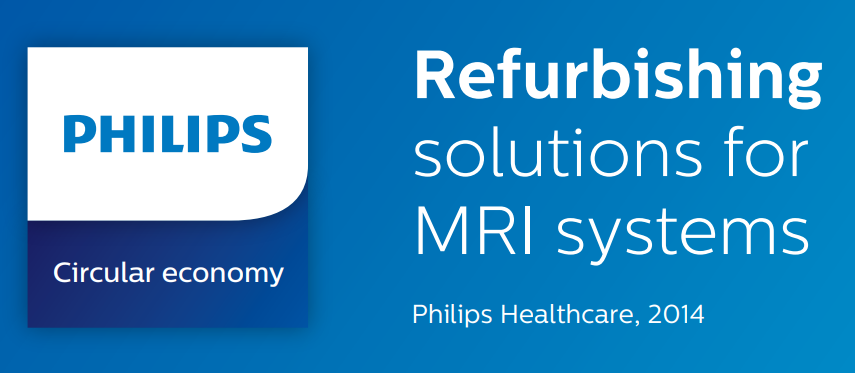 PHILIPS
Circular economy
Refurbishing
solutions for
MRI systems
Philips Healthcare, 2014